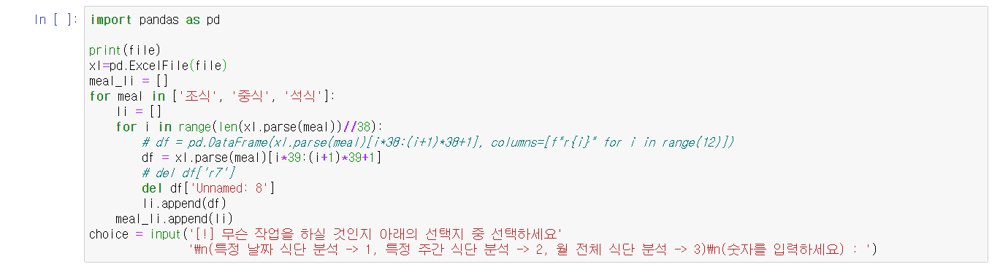 In [ ]:
import pandas as pd

print(file)
xl=pd.ExcelFile(file)
meal_li = []
for meal in ['조식', '중식', '석식']:
    li = []
    for i in range(len(xl.parse(meal))//38):
        # df = pd.DataFrame(xl.parse(meal)[i*38:(i+1)*38+1], columns=[f"r{i}" for i in range(12)])
        df = xl.parse(meal)[i*39:(i+1)*39+1]
        # del df['r7']
        del df['Unnamed: 8']
        li.append(df)
    meal_li.append(li)
choice = input('[!] 무슨 작업을 하실 것인지 아래의 선택지 중 선택하세요'
               '₩n(특정 날짜 식단 분석 -> 1, 특정 주간 식단 분석 -> 2, 월 전체 식단 분석 -> 3)₩n(숫자를 입력하세요) : ')